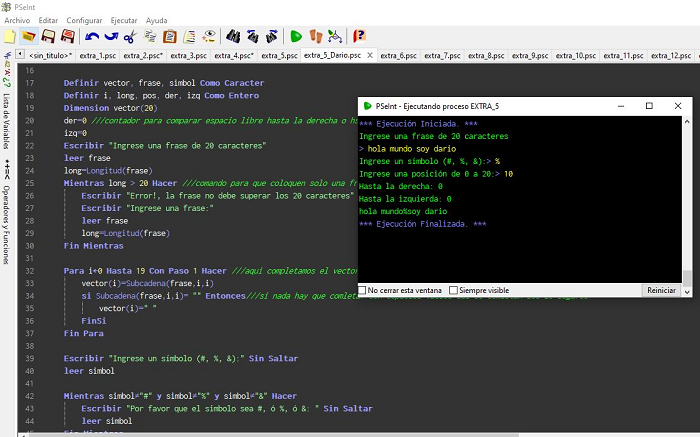 PSeInt
Archivo Editar Configurar Ejecutar Ayuda
<sin_titulo>* extra_1.psc extra_2.psc* extra_3.psc extra_4.psc* extra_5.psc extra_5_Dario.psc X extra_6.psc extra_7.psc extra_8.psc extra_9.psc extra_10.psc extra_11.psc extra_12.psc
Lista de Variables
Operadores y Funciones
16
17 Definir vector, frase, simbol Como Caracter
18 Definir i, long, pos, der, izq Como Entero
19 Dimension vector(20)
20 der=0 ///contador para comparar espacio libre hasta la derecha o
21 izq=0
22 Escribir "Ingrese una frase de 20 caracteres"
23 leer frase
24 long=Longitud(frase)
25 Mientras long > 20 Hacer ///comando para que coloquen solo una
26 Escribir "Error!, la frase no debe superar los 20 caracteres"
27 Escribir "Ingrese una frase:"
28 leer frase
29 long=Longitud(frase)
30 Fin Mientras
31
32 Para i←0 Hasta 19 Con Paso 1 Hacer ///aqui completamos el vector
33 vector(i)=Subcadena(frase,i,i)
34 si Subcadena(frase,i,i)= "" Entonces///si nada hay que
35 vector(i)=" "
36 FinSi
37 Fin Para
38
39 Escribir "Ingrese un símbolo (#, %, &):" Sin Saltar
40 leer simbol
41
42 Mientras simbol≠"#" y simbol≠"%" y simbol≠"&" Hacer
43 Escribir "Por favor que el simbolo sea #, ó %, ó &: " Sin Saltar
44 leer simbol
45 Fin Mientras
PSeInt - Ejecutando proceso EXTRA_5
*** Ejecución Iniciada. ***
Ingrese una frase de 20 caracteres
> hola mundo soy dario
Ingrese un símbolo (#, %, &):> %
Ingrese una posición de 0 a 20:> 10
Hasta la derecha: 0
Hasta la izquierda: 0
hola mundo%soy dario
*** Ejecución Finalizada. ***
No cerrar esta ventana Siempre visible Reiniciar